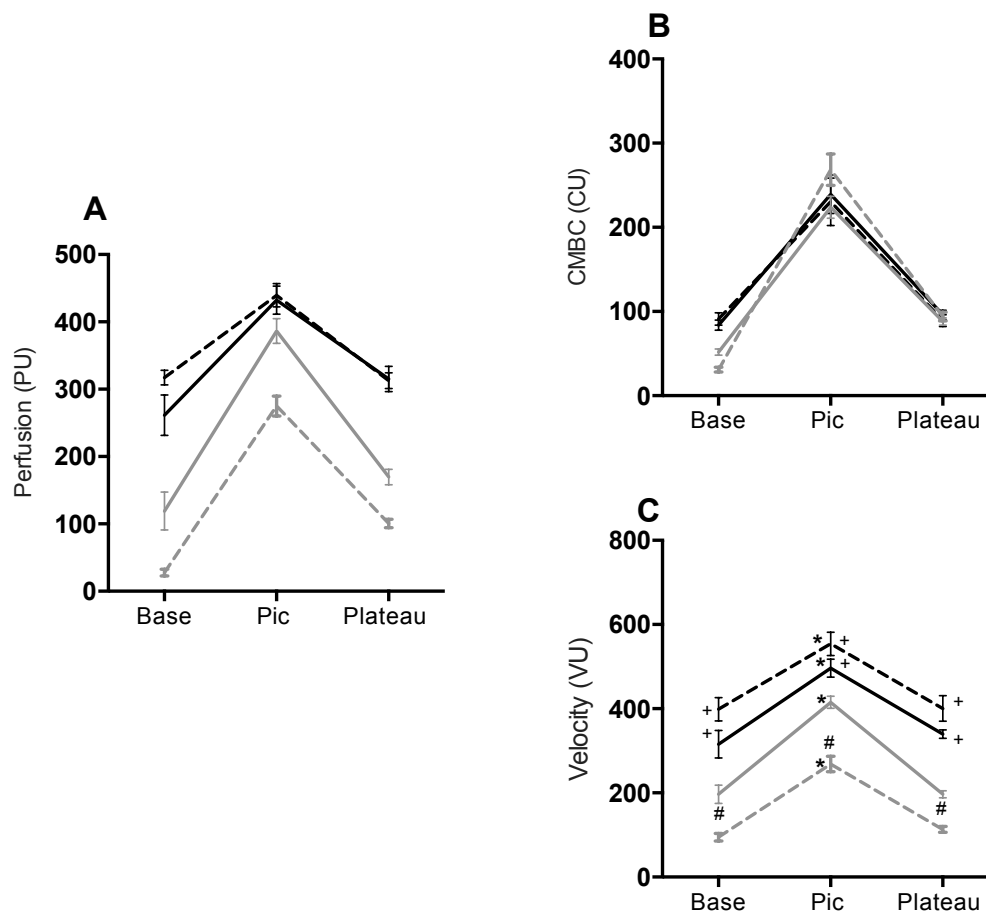 A
Perfusion (PU)
500
400
300
200
100
0
Base Pic Plateau
B
CMBC (CU)
400
300
200
100
0
Base Pic Plateau
C
Velocity (VU)
800
600
400
200
0
* +
* +
+ +
+ +
*
#
*
# #
Base Pic Plateau